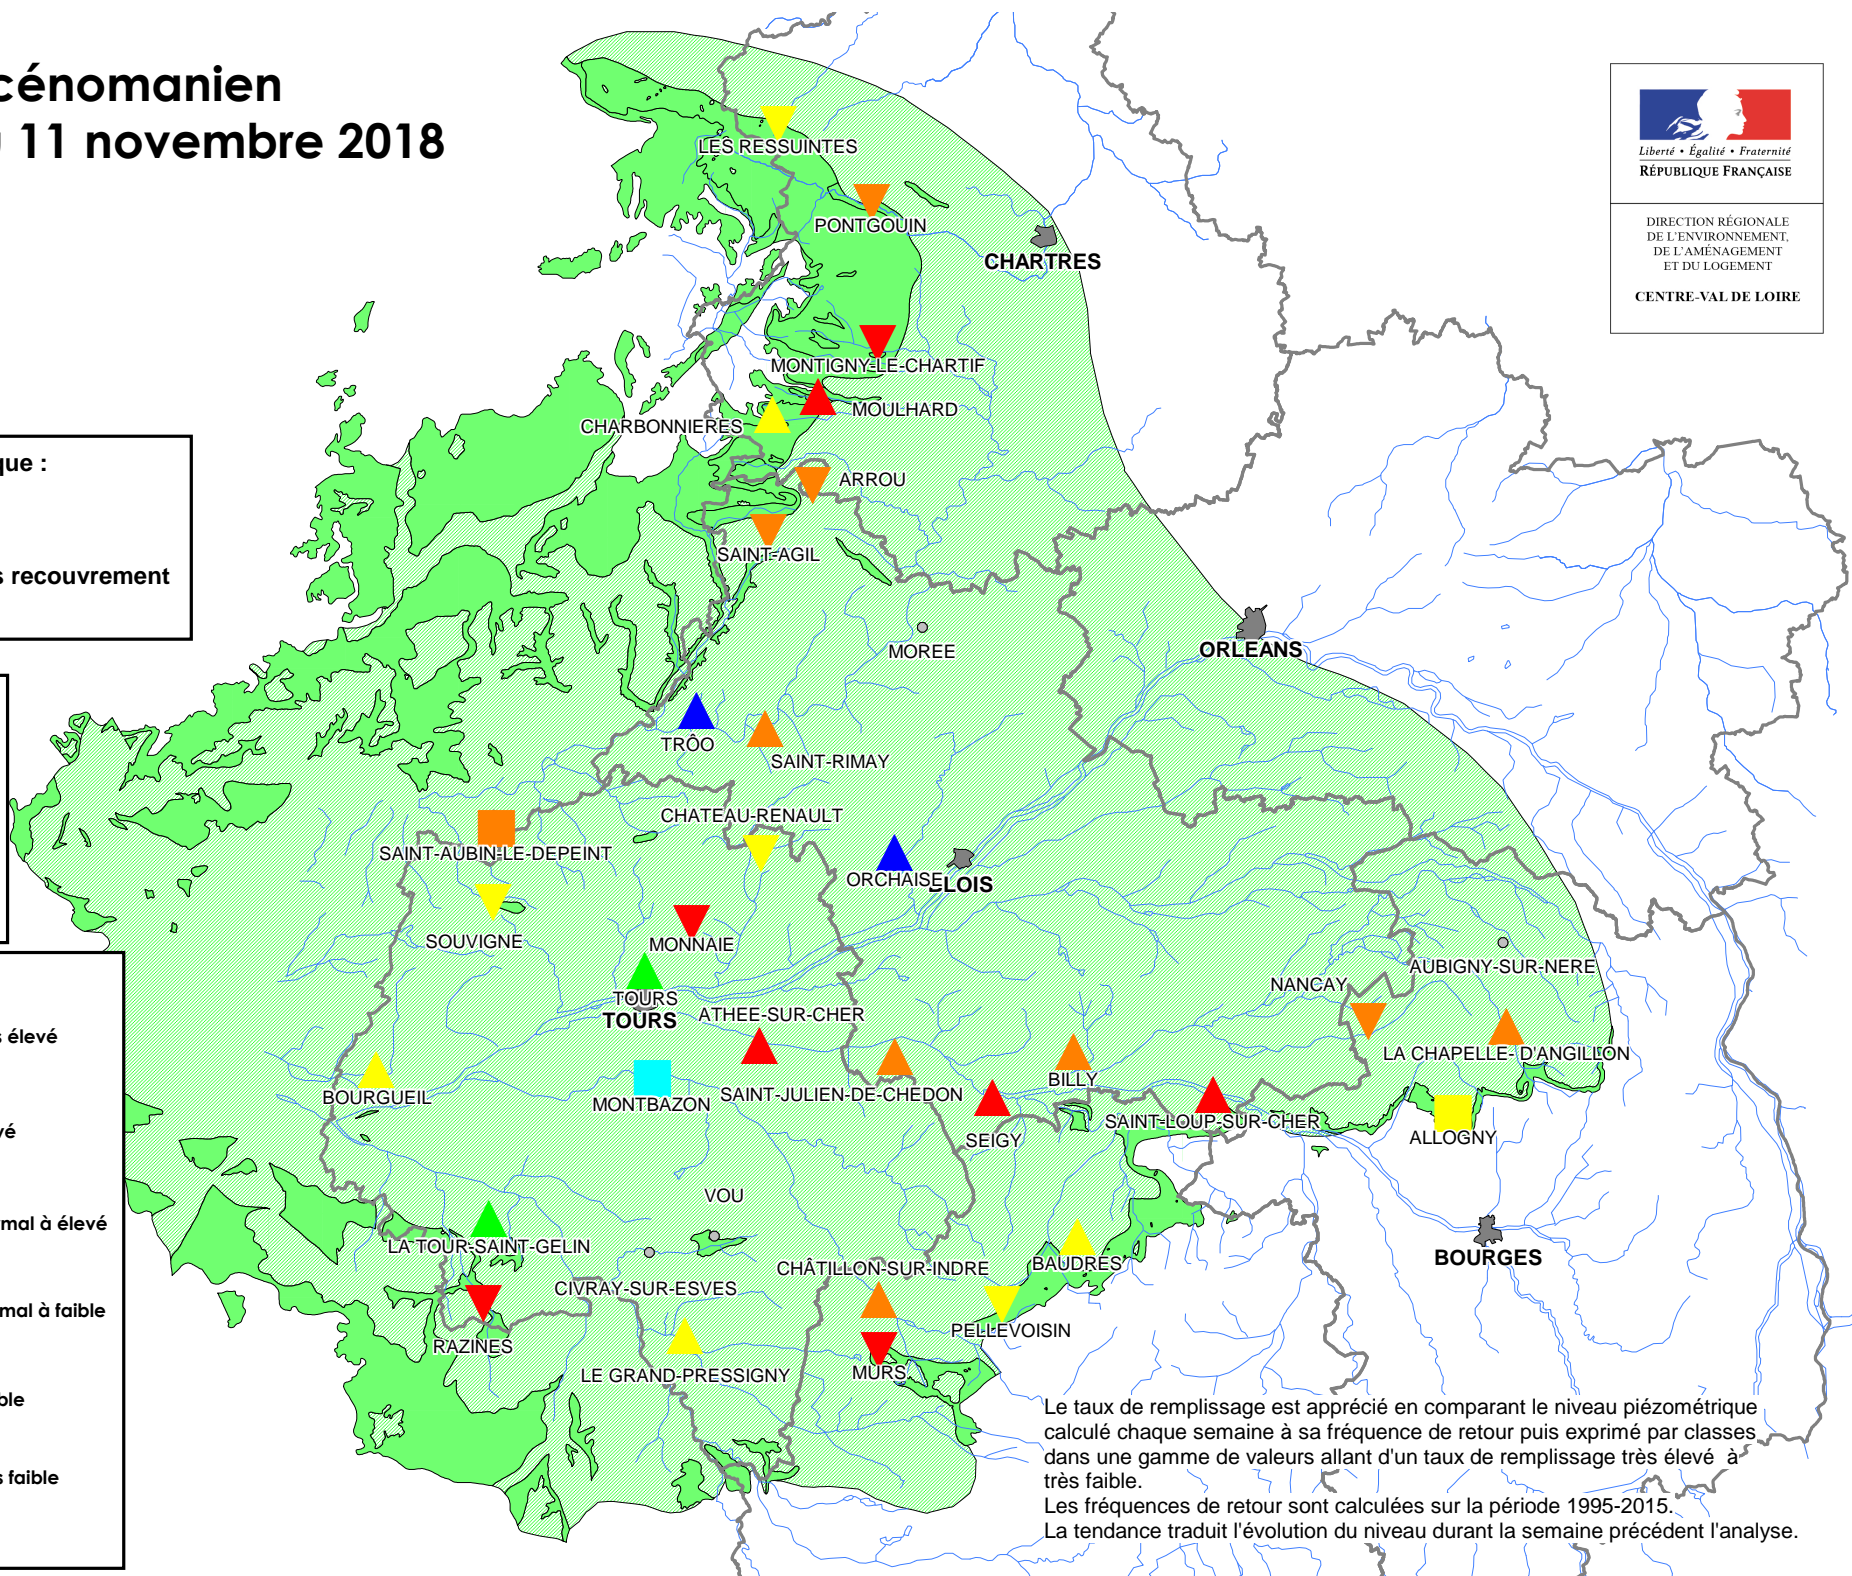 cénomanien
11 novembre 2018
Liberté • Égalité • Fraternité
RÉPUBLIQUE FRANÇAISE
DIRECTION RÉGIONALE
DE L'ENVIRONNEMENT,
DE L'AMÉNAGEMENT
ET DU LOGEMENT
CENTRE-VAL DE LOIRE
LES RESSUINTES
PONTGOUIN
CHARTRES
MONTIGNY-LE-CHARTIF
MOULHARD
CHARBONNIERES
que :
ARROU
SAINT-AGIL
s recouvrement
MOREE
ORLEANS
TRÔO
SAINT-RIMAY
CHATEAU-RENAULT
SAINT-AUBIN-LE-DEPEINT
ORCHAISE
BLOIS
SOUVIGNE
MONNAIE
AUBIGNY-SUR-NERE
NANCAY
TOURS
TOURS
ATHEE-SUR-CHER
s élevé
LA CHAPELLE- D'ANGILLON
BILLY
SAINT-JULIEN-DE-CHEDON
BOURGUEIL
MONTBAZON
SAINT-LOUP-SUR-CHER
vé
SEIGY
ALLOGNY
VOU
mal à élevé
LA TOUR-SAINT-GELIN
BOURGES
BAUDRES
CHÂTILLON-SUR-INDRE
CIVRAY-SUR-ESVES
mal à faible
PELLEVOISIN
RAZINES
LE GRAND-PRESSIGNY
MURS
ble
s faible
Le taux de remplissage est apprécié en comparant le niveau piézométrique
calculé chaque semaine à sa fréquence de retour puis exprimé par classes
dans une gamme de valeurs allant d'un taux de remplissage très élevé à
très faible.
Les fréquences de retour sont calculées sur la période 1995-2015.
La tendance traduit l'évolution du niveau durant la semaine précédent l'analyse.